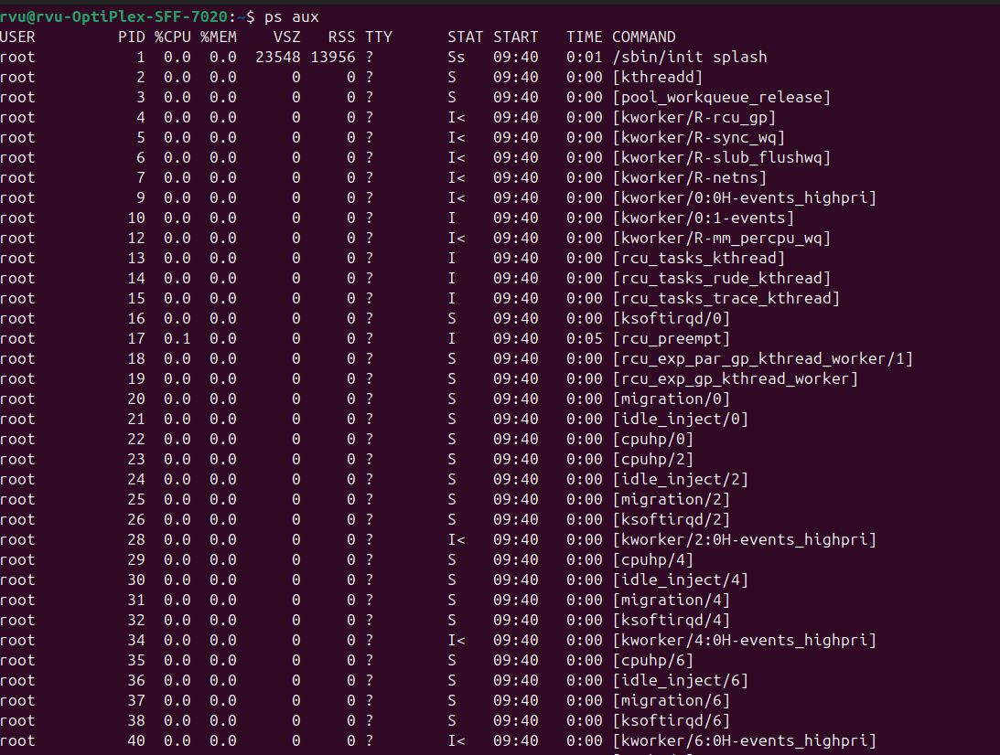 rvu@rvu-OptiPlex-SFF-7020:~$ ps aux
USER         PID %CPU %MEM    VSZ   RSS TTY      STAT START   TIME COMMAND
root           1  0.0  0.0  23548 13956 ?        Ss   09:40   0:01 /sbin/init splash
root           2  0.0  0.0      0     0 ?        S    09:40   0:00 [kthreadd]
root           3  0.0  0.0      0     0 ?        S    09:40   0:00 [pool_workqueue_release]
root           4  0.0  0.0      0     0 ?        I<   09:40   0:00 [kworker/R-rcu_gp]
root           5  0.0  0.0      0     0 ?        I<   09:40   0:00 [kworker/R-sync_wq]
root           6  0.0  0.0      0     0 ?        I<   09:40   0:00 [kworker/R-slub_flushwq]
root           7  0.0  0.0      0     0 ?        I<   09:40   0:00 [kworker/R-netns]
root           9  0.0  0.0      0     0 ?        I<   09:40   0:00 [kworker/0:0H-events_highpri]
root          10  0.0  0.0      0     0 ?        I    09:40   0:00 [kworker/0:1-events]
root          12  0.0  0.0      0     0 ?        I<   09:40   0:00 [kworker/R-mm_percpu_wq]
root          13  0.0  0.0      0     0 ?        I    09:40   0:00 [rcu_tasks_kthread]
root          14  0.0  0.0      0     0 ?        I    09:40   0:00 [rcu_tasks_rude_kthread]
root          15  0.0  0.0      0     0 ?        I    09:40   0:00 [rcu_tasks_trace_kthread]
root          16  0.0  0.0      0     0 ?        S    09:40   0:00 [ksoftirqd/0]
root          17  0.1  0.0      0     0 ?        I    09:40   0:05 [rcu_preempt]
root          18  0.0  0.0      0     0 ?        S    09:40   0:00 [rcu_exp_par_gp_kthread_worker/1]
root          19  0.0  0.0      0     0 ?        S    09:40   0:00 [rcu_exp_gp_kthread_worker]
root          20  0.0  0.0      0     0 ?        S    09:40   0:00 [migration/0]
root          21  0.0  0.0      0     0 ?        S    09:40   0:00 [idle_inject/0]
root          22  0.0  0.0      0     0 ?        S    09:40   0:00 [cpuhp/0]
root          23  0.0  0.0      0     0 ?        S    09:40   0:00 [cpuhp/2]
root          24  0.0  0.0      0     0 ?        S    09:40   0:00 [idle_inject/2]
root          25  0.0  0.0      0     0 ?        S    09:40   0:00 [migration/2]
root          26  0.0  0.0      0     0 ?        S    09:40   0:00 [ksoftirqd/2]
root          28  0.0  0.0      0     0 ?        I<   09:40   0:00 [kworker/2:0H-events_highpri]
root          29  0.0  0.0      0     0 ?        S    09:40   0:00 [cpuhp/4]
root          30  0.0  0.0      0     0 ?        S    09:40   0:00 [idle_inject/4]
root          31  0.0  0.0      0     0 ?        S    09:40   0:00 [migration/4]
root          32  0.0  0.0      0     0 ?        S    09:40   0:00 [ksoftirqd/4]
root          34  0.0  0.0      0     0 ?        I<   09:40   0:00 [kworker/4:0H-events_highpri]
root          35  0.0  0.0      0     0 ?        S    09:40   0:00 [cpuhp/6]
root          36  0.0  0.0      0     0 ?        S    09:40   0:00 [idle_inject/6]
root          37  0.0  0.0      0     0 ?        S    09:40   0:00 [migration/6]
root          38  0.0  0.0      0     0 ?        S    09:40   0:00 [ksoftirqd/6]
root          40  0.0  0.0      0     0 ?        I<   09:40   0:00 [kworker/6:0H-events_highpri]